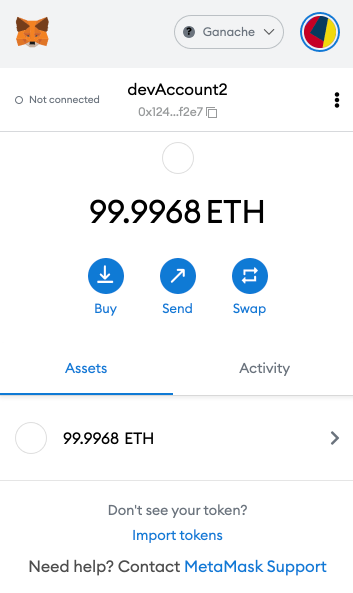 Ganache
Not connected
devAccount2
0x124...f2e7
99.9968 ETH
Buy
Send
Swap
Assets
Activity
99.9968 ETH
Don't see your token?
Import tokens
Need help? Contact MetaMask Support